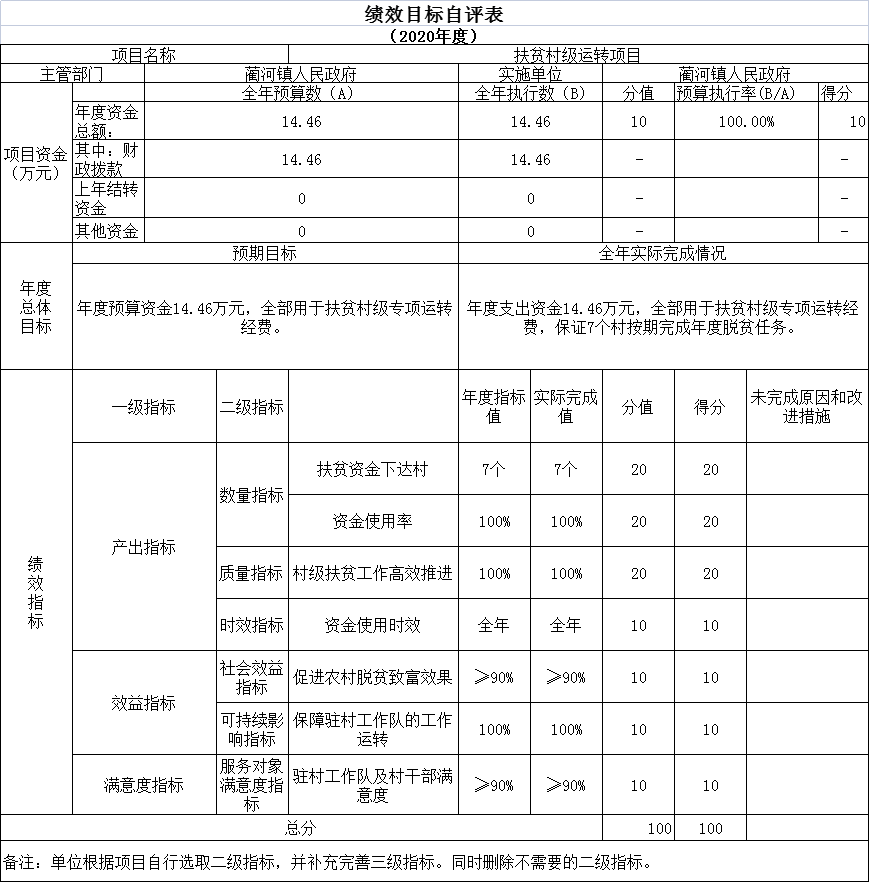 绩效目标自评表
（2020年度）
项目名称 扶贫村级运转项目
主管部门 蔺河镇人民政府 实施单位 蔺河镇人民政府
项目资金
（万元）
全年预算数（A） 全年执行数（B） 分值 预算执行率(B/A) 得分
年度资金
总额：
14.46 14.46 10 100.00% 10
其中：财
政拨款
14.46 14.46 - -
上年结转
资金
0 0 - -
其他资金 0 0 - -
年度
总体
目标
预期目标 全年实际完成情况
年度预算资金14.46万元，全部用于扶贫村级专项运转
经费。
年度支出资金14.46万元，全部用于扶贫村级专项运转经
费，保证7个村按期完成年度脱贫任务。
绩
效
指
标
一级指标 二级指标
年度指标
值
实际完成
值
分值 得分
未完成原因和改
进措施
产出指标
数量指标
扶贫资金下达村 7个 7个 20 20
资金使用率 100% 100% 20 20
质量指标 村级扶贫工作高效推进 100% 100% 20 20
时效指标 资金使用时效 全年 全年 10 10
效益指标
社会效益
指标
促进农村脱贫致富效果 ≥90% ≥90% 10 10
可持续影
响指标
保障驻村工作队的工作
运转
100% 100% 10 10
满意度指标
服务对象
满意度指
标
驻村工作队及村干部满
意度
≥90% ≥90% 10 10
总分 100 100
备注：单位根据项目自行选取二级指标，并补充完善三级指标。同时删除不需要的二级指标。